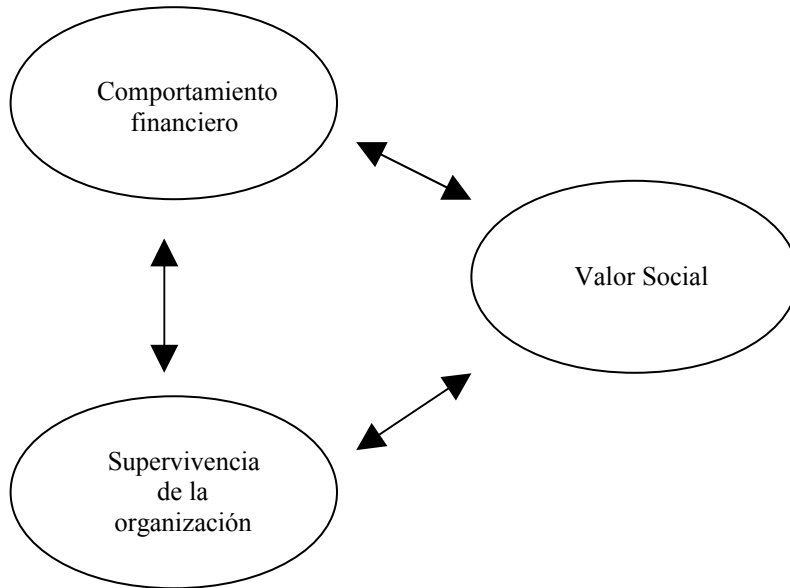 Comportamiento
financiero
Valor Social
Supervivencia
de la
organización